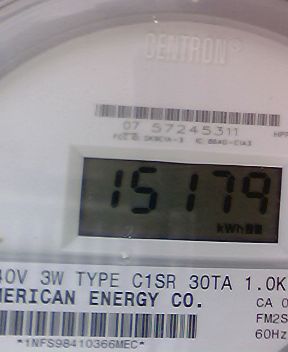 CENTRON®
07 57245311
15179
kWh
40V 3W TYPE C1SR 30TA 1.0K
MERICAN ENERGY CO.
CA 0
FM2S
60Hz
*1NFS98410366MEC*